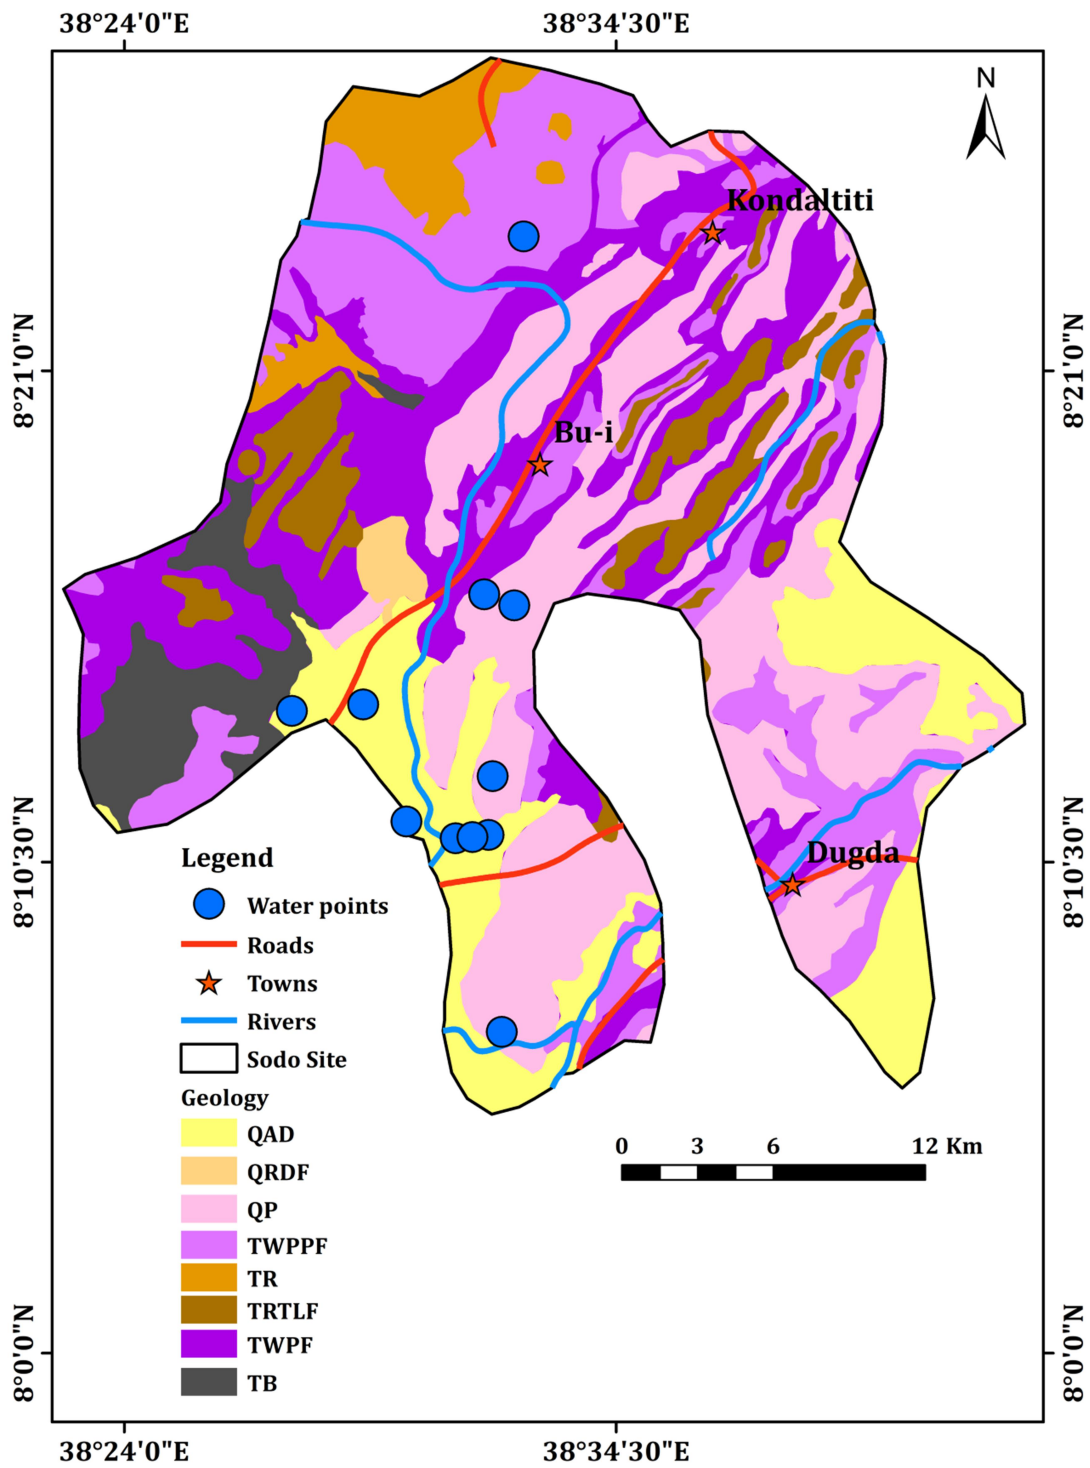 38°24'0"E 38°34'30"E
N
Kondaltiti
8°21'0"N 8°21'0"N
Bu-i
Dugda
8°10'30"N 8°10'30"N
Legend
Water points
Roads
Towns
Rivers
Sodo Site
Geology
QAD
QRDF
QP
TWPPF
TR
TRTLF
TWPF
TB
0 3 6 12 Km
8°0'0"N 8°0'0"N
38°24'0"E 38°34'30"E